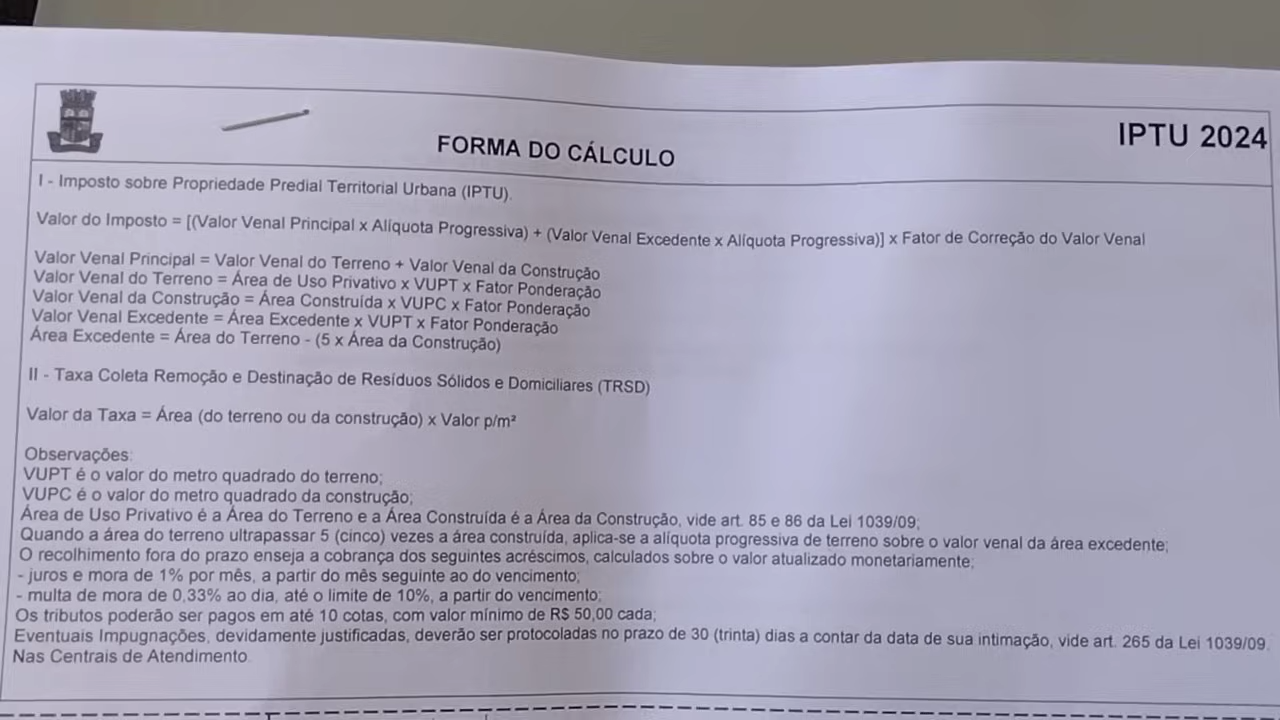 FORMA DO CÁLCULO
IPTU 2024
I - Imposto sobre Propriedade Predial Territorial Urbana (IPTU).
Valor do Imposto = [(Valor Venal Principal x Alíquota Progressiva) + (Valor Venal Excedente x Alíquota Progressiva)] x Fator de Correção do Valor Venal
Valor Venal Principal = Valor Venal do Terreno + Valor Venal da Construção
Valor Venal do Terreno = Área de Uso Privativo x VUPT x Fator Ponderação
Valor Venal da Construção = Área Construída x VUPC x Fator Ponderação
Valor Venal Excedente = Área Excedente x VUPT x Fator Ponderação
Área Excedente = Área do Terreno - (5 x Área da Construção)
II - Taxa Coleta Remoção e Destinação de Resíduos Sólidos e Domiciliares (TRSD)
Valor da Taxa = Área (do terreno ou da construção) x Valor p/m²
Observações:
VUPT é o valor do metro quadrado do terreno;
VUPC é o valor do metro quadrado da construção;
Área de Uso Privativo é a Área do Terreno e a Área Construída é a Área da Construção, vide art. 85 e 86 da Lei 1039/09;
Quando a área do terreno ultrapassar 5 (cinco) vezes a área construída, aplica-se a alíquota progressiva de terreno sobre o valor venal da área excedente;
O recolhimento fora do prazo enseja a cobrança dos seguintes acréscimos, calculados sobre o valor atualizado monetariamente;
- juros e mora de 1% por mês, a partir do mês seguinte ao do vencimento;
- multa de mora de 0,33% ao dia, até o limite de 10%, a partir do vencimento;
Os tributos poderão ser pagos em até 10 cotas, com valor mínimo de R$ 50,00 cada;
Eventuais Impugnações, devidamente justificadas, deverão ser protocoladas no prazo de 30 (trinta) dias a contar da data de sua intimação, vide art. 265 da Lei 1039/09.
Nas Centrais de Atendimento.